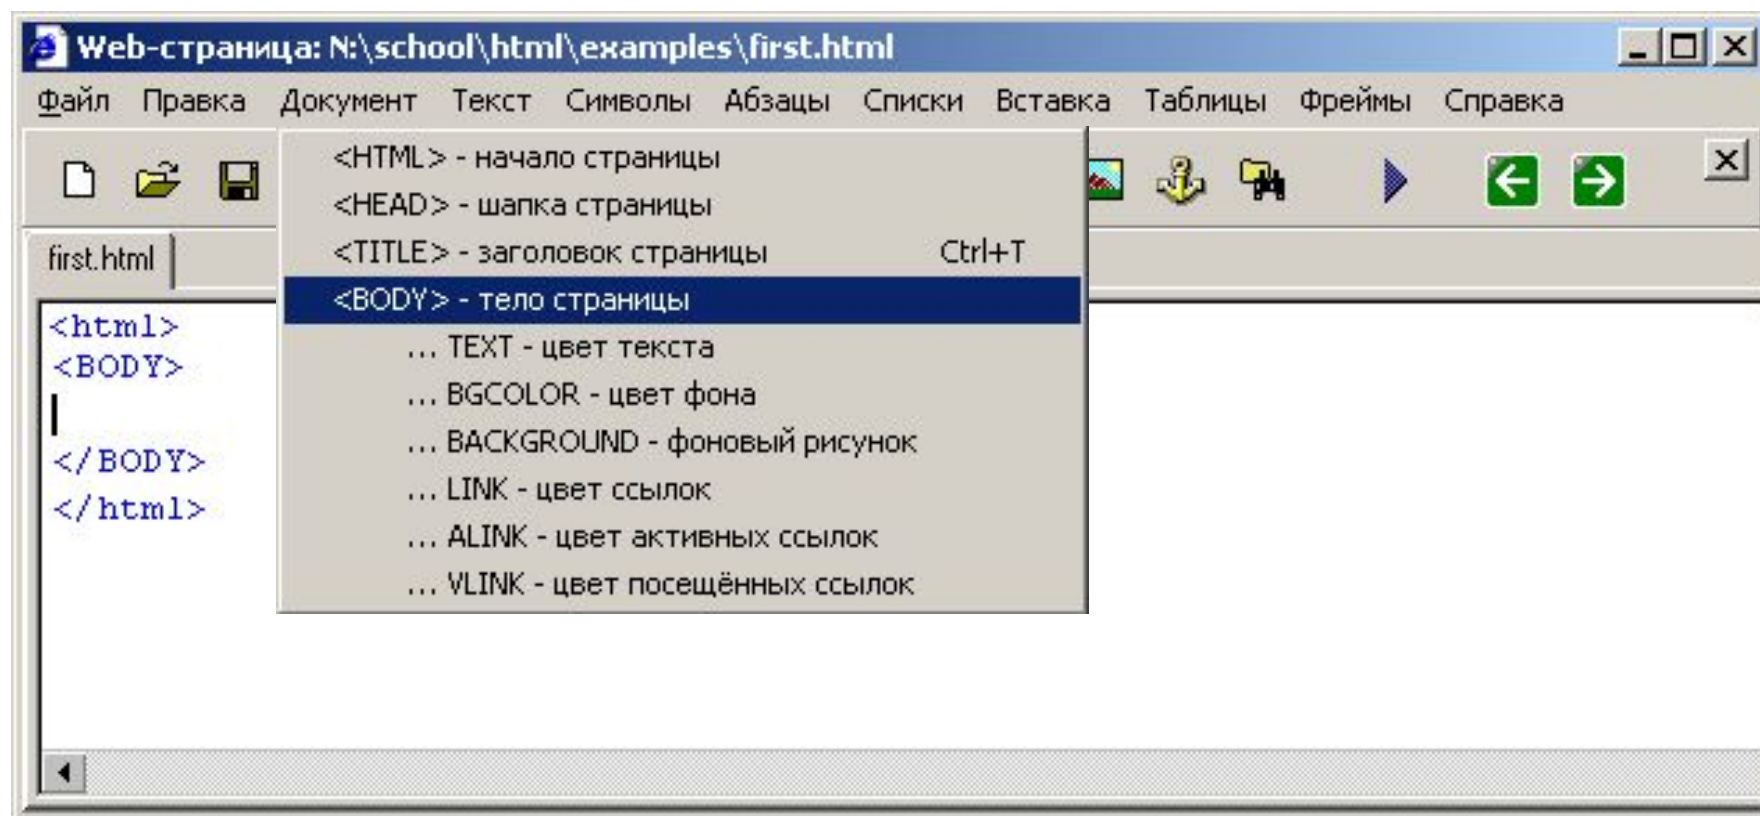 Web-страница: N:\school\html\examples\first.html
Файл Правка Документ Текст Символы Абзацы Списки Вставка Таблицы Фреймы Справка
<HTML> - начало страницы
<HEAD> - шапка страницы
<TITLE> - заголовок страницы Ctrl+T
<BODY> - тело страницы
... TEXT - цвет текста
... BGCOLOR - цвет фона
... BACKGROUND - фоновый рисунок
... LINK - цвет ссылок
... ALINK - цвет активных ссылок
... VLINK - цвет посещённых ссылок
first.html
<html>
<BODY>
</BODY>
</html>